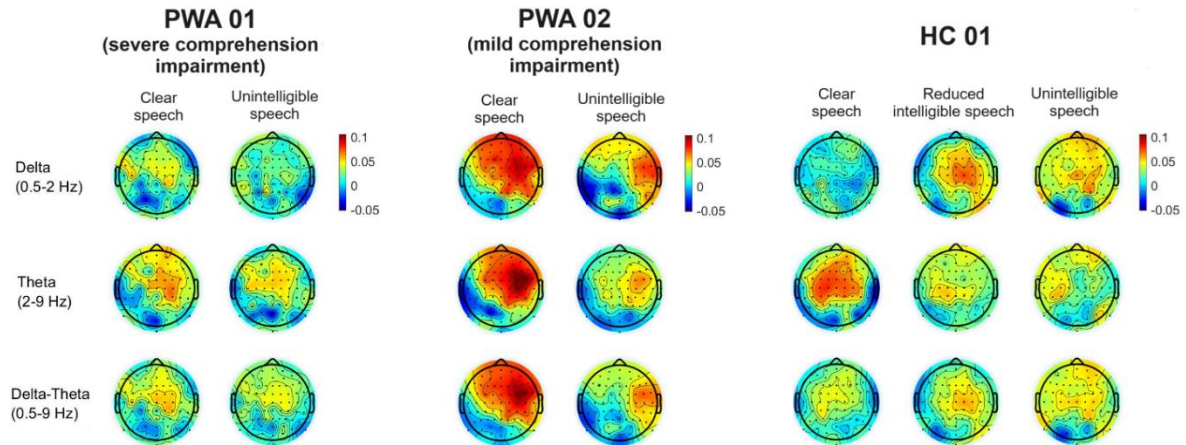 PWA 01
(severe comprehension
impairment)
PWA 02
(mild comprehension
impairment)
HC 01
Clear
speech
Unintelligible
speech
Clear
speech
Unintelligible
speech
Clear
speech
Reduced
intelligible speech
Unintelligible
speech
Delta
(0.5-2 Hz)
0.1
0.05
0
-0.05
0.1
0.05
0
-0.05
0.1
0.05
0
-0.05
Theta
(2-9 Hz)
Delta-Theta
(0.5-9 Hz)